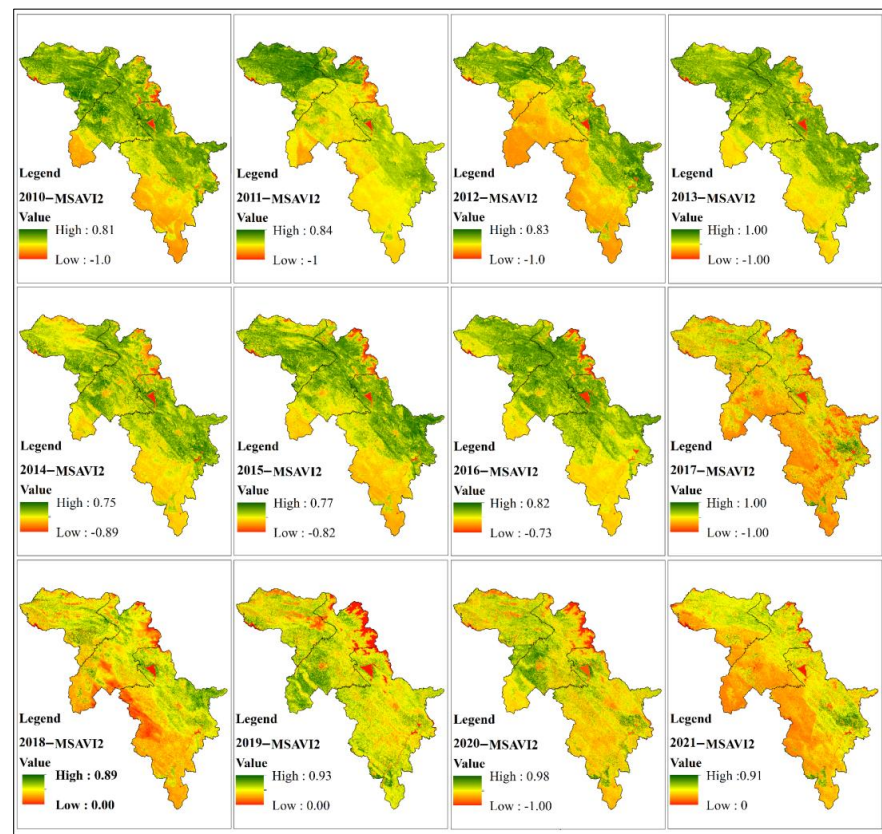 Legend
2010–MSAVI2
Value
High : 0.81
Low : -1.0
Legend
2011–MSAVI2
Value
High : 0.84
Low : -1
Legend
2012–MSAVI2
Value
High : 0.83
Low : -1.0
Legend
2013–MSAVI2
Value
High : 1.00
Low : -1.00
Legend
2014–MSAVI2
Value
High : 0.75
Low : -0.89
Legend
2015–MSAVI2
Value
High : 0.77
Low : -0.82
Legend
2016–MSAVI2
Value
High : 0.82
Low : -0.73
Legend
2017–MSAVI2
Value
High : 1.00
Low : -1.00
Legend
2018–MSAVI2
Value
High : 0.89
Low : 0.00
Legend
2019–MSAVI2
Value
High : 0.93
Low : 0.00
Legend
2020–MSAVI2
Value
High : 0.98
Low : -1.00
Legend
2021–MSAVI2
Value
High :0.91
Low : 0